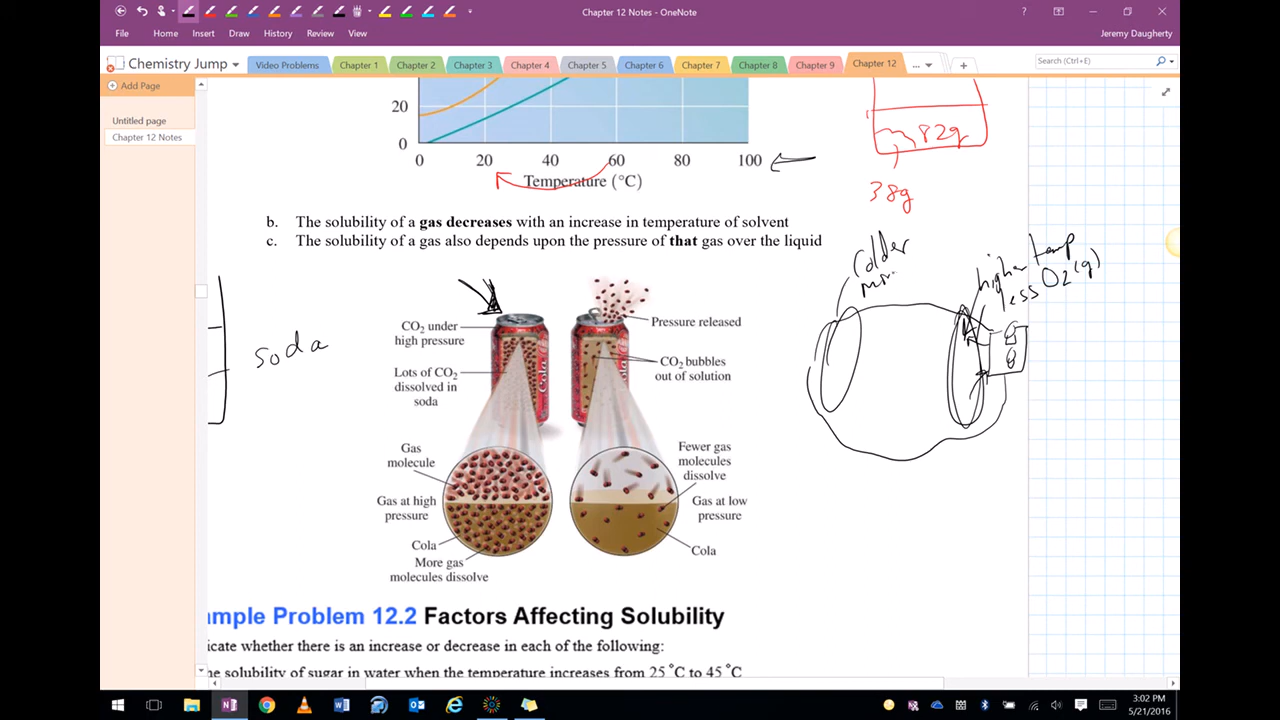 Chapter 12 Notes - OneNote
?
File
Home
Insert
Draw
History
Review
View
Jeremy Daugherty
Chemistry Jump
Video Problems
Chapter 1
Chapter 2
Chapter 3
Chapter 4
Chapter 5
Chapter 6
Chapter 7
Chapter 8
Chapter 9
Chapter 12
...
Search (Ctrl+E)
Add Page
Untitled page
Chapter 12 Notes
20
0
0 20 40 60 80 100
Temperature (°C)
82g
38g
b. The solubility of a gas decreases with an increase in temperature of solvent
c. The solubility of a gas also depends upon the pressure of that gas over the liquid
colder
higher temp
less O2(g)
soda
CO2 under
high pressure
Lots of CO2
dissolved in
soda
Pressure released
CO2 bubbles
out of solution
Gas
molecule
Gas at high
pressure
Cola
More gas
molecules dissolve
Fewer gas
molecules
dissolve
Gas at low
pressure
Cola
ample Problem 12.2 Factors Affecting Solubility
licate whether there is an increase or decrease in each of the following:
he solubility of sugar in water when the temperature increases from 25 °C to 45 °C
3:02 PM
5/21/2016